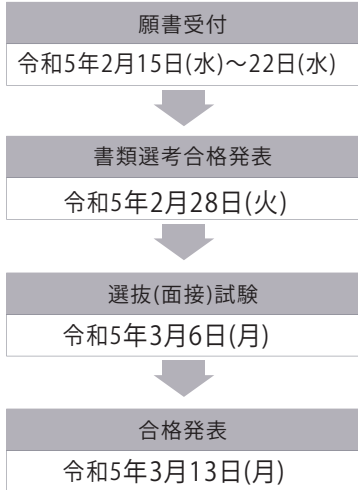 願書受付
令和5年2月15日(水)～22日(水)
書類選考合格発表
令和5年2月28日(火)
選抜(面接)試験
令和5年3月6日(月)
合格発表
令和5年3月13日(月)